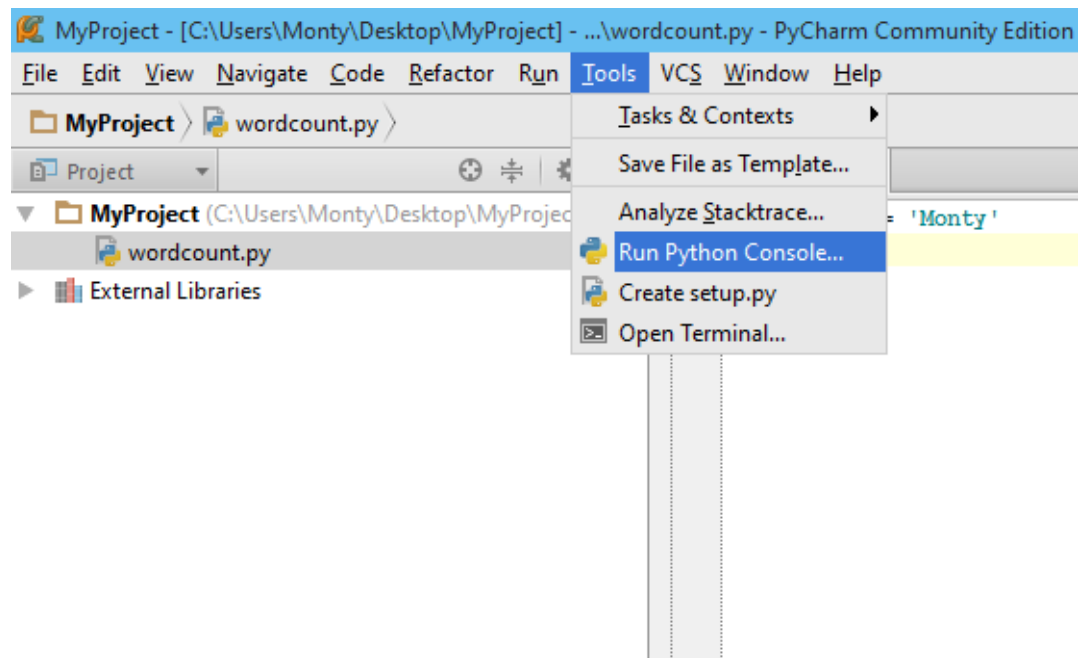 MyProject - [C:\Users\Monty\Desktop\MyProject] - ...\wordcount.py - PyCharm Community Edition
File Edit View Navigate Code Refactor Run Tools VCS Window Help
MyProject wordcount.py
Tasks & Contexts
Project
Save File as Template...
MyProject (C:\Users\Monty\Desktop\MyProjec
Analyze Stacktrace...
= 'Monty'
wordcount.py
Run Python Console...
External Libraries
Create setup.py
Open Terminal...